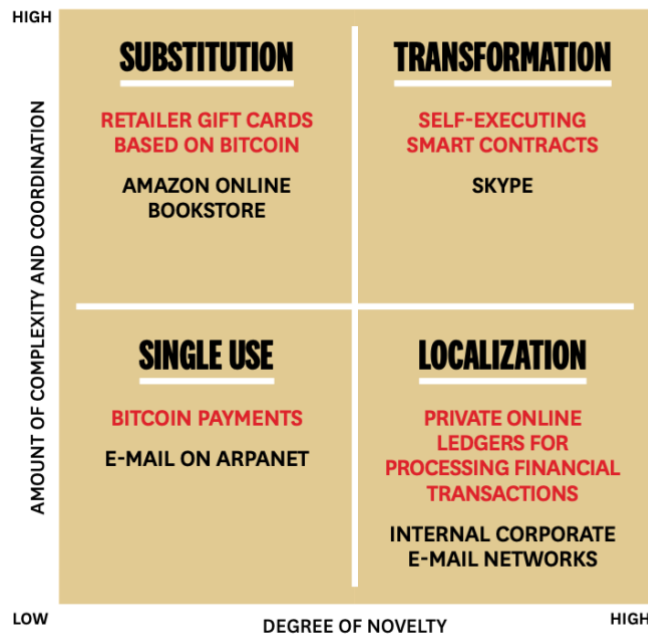 HIGH
SUBSTITUTION
RETAILER GIFT CARDS
BASED ON BITCOIN
AMAZON ONLINE
BOOKSTORE
TRANSFORMATION
SELF-EXECUTING
SMART CONTRACTS
SKYPE
AMOUNT OF COMPLEXITY AND COORDINATION
SINGLE USE
BITCOIN PAYMENTS
E-MAIL ON ARPANET
LOCALIZATION
PRIVATE ONLINE
LEDGERS FOR
PROCESSING FINANCIAL
TRANSACTIONS
INTERNAL CORPORATE
E-MAIL NETWORKS
LOW
DEGREE OF NOVELTY
HIGH